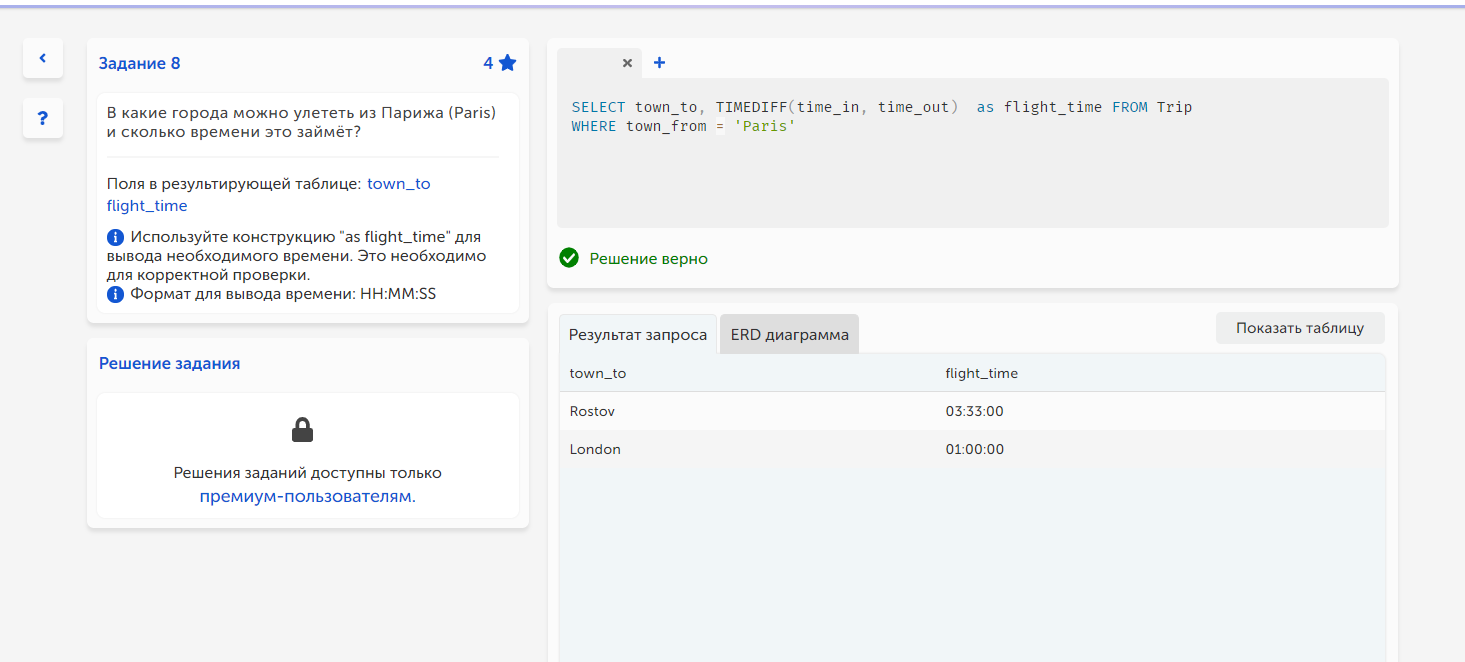 Задание 8
4
В какие города можно улететь из Парижа (Paris)
и сколько времени это займёт?
Поля в результирующей таблице: town_to
flight_time
Используйте конструкцию "as flight_time" для
вывода необходимого времени. Это необходимо
для корректной проверки.
Формат для вывода времени: HH:MM:SS
Решение задания
Решения заданий доступны только
премиум-пользователям.
SELECT town_to, TIMEDIFF(time_in, time_out)  as flight_time FROM Trip
WHERE town_from = 'Paris'
Решение верно
Результат запроса
ERD диаграмма
Показать таблицу
town_to flight_time
Rostov 03:33:00
London 01:00:00